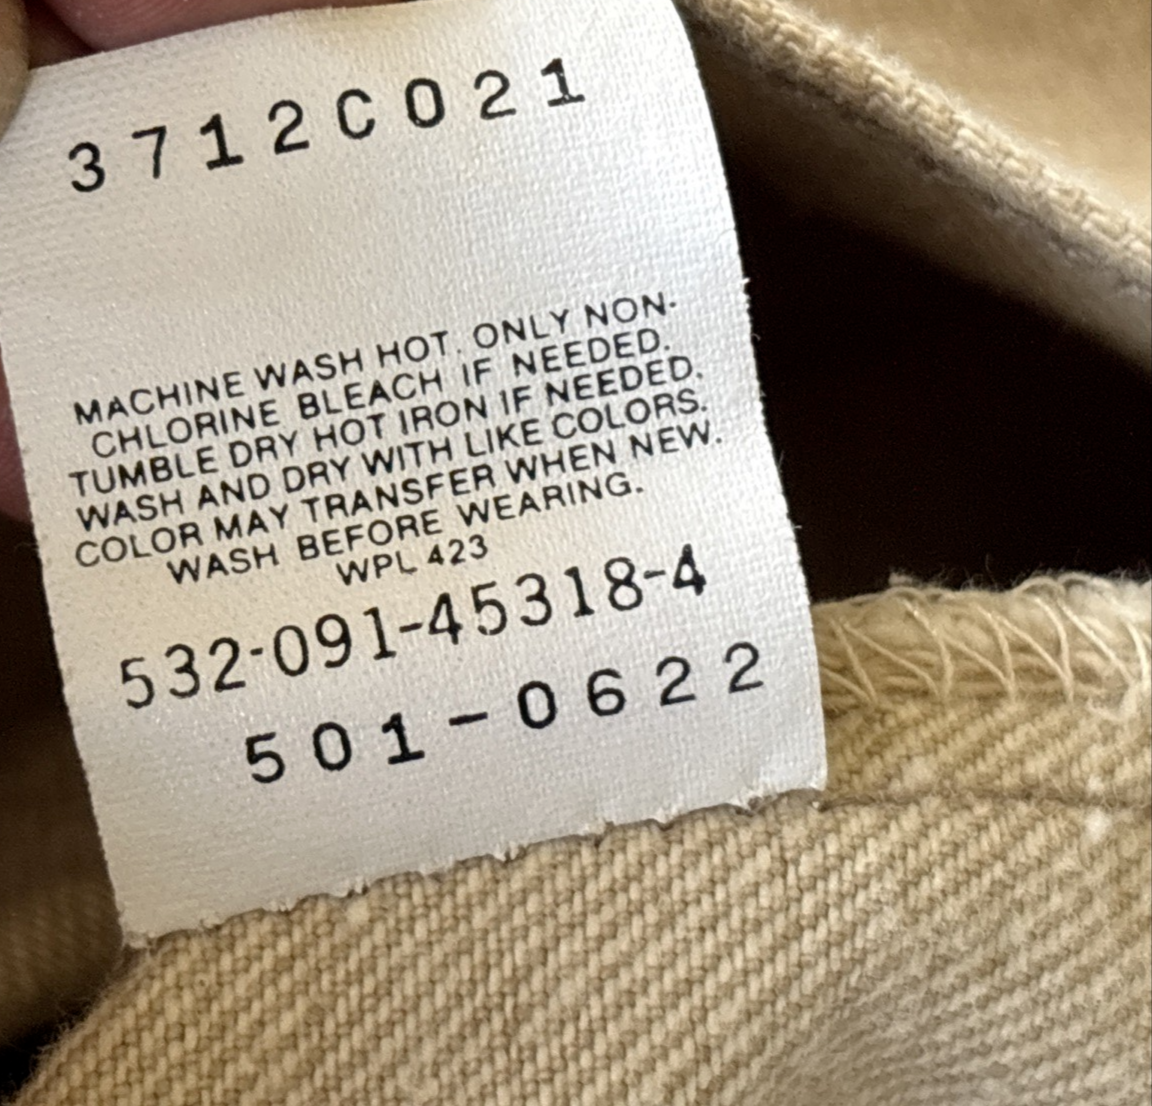 3712C021
MACHINE WASH HOT. ONLY NON-
CHLORINE BLEACH IF NEEDED.
TUMBLE DRY HOT IRON IF NEEDED.
WASH AND DRY WITH LIKE COLORS.
COLOR MAY TRANSFER WHEN NEW.
WASH BEFORE WEARING.
WPL 423
532-091-45318-4
501-0622